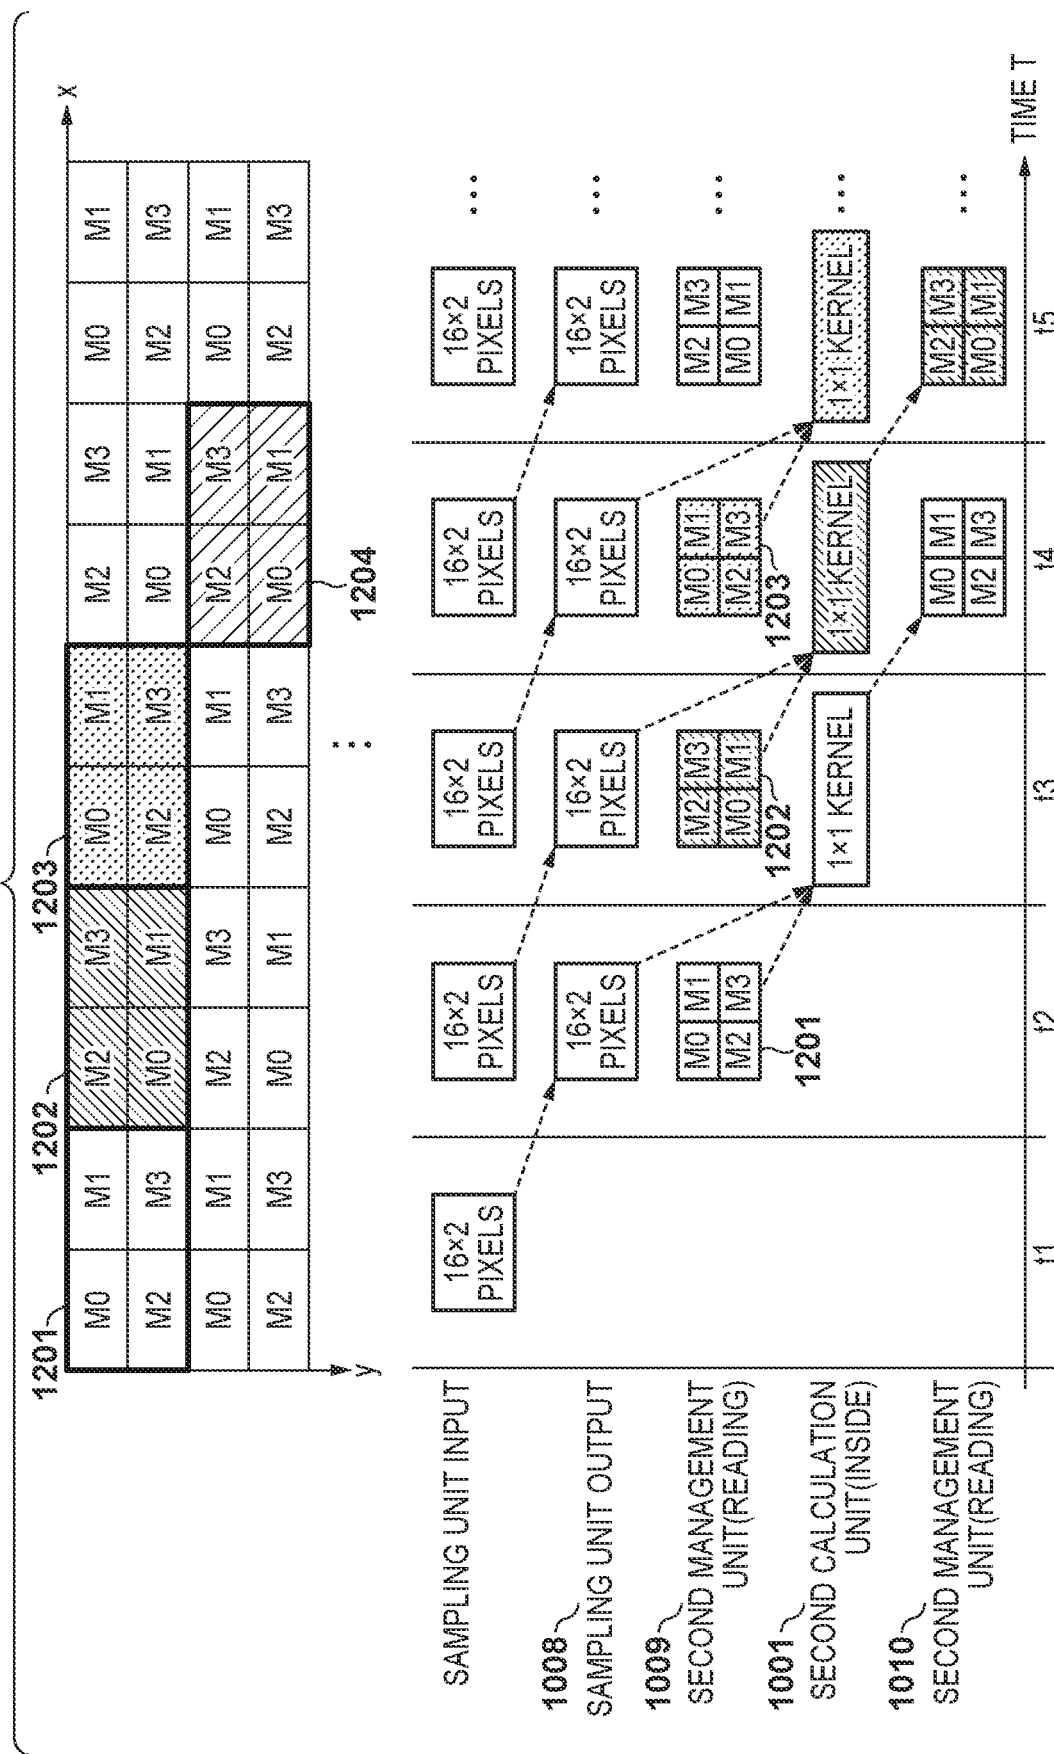 1201 1202 1203
x
M0 M1 M2 M3 M0 M1 M2 M3 M0 M1
M2 M3 M0 M1 M2 M3 M0 M1 M2 M3
M0 M1 M2 M3 M0 M1 M2 M3 M0 M1
M2 M3 M0 M1 M2 M3 M0 M1 M2 M3
y
1204
SAMPLING UNIT INPUT
16×2 16×2 16×2 16×2 16×2
PIXELS PIXELS PIXELS PIXELS PIXELS
1008
SAMPLING UNIT OUTPUT
16×2 16×2 16×2 16×2
PIXELS PIXELS PIXELS PIXELS
1009
SECOND MANAGEMENT
UNIT(READING)
M0 M1 M2 M3 M0 M1 M2 M3
M2 M3 M0 M1 M2 M3 M0 M1
1201 1202 1203
1001
SECOND CALCULATION
UNIT(INSIDE)
1×1 KERNEL 1×1 KERNEL 1×1 KERNEL
1010
SECOND MANAGEMENT
UNIT(READING)
M0 M1 M2 M3
M2 M3 M0 M1
t1 t2 t3 t4 t5
TIME T